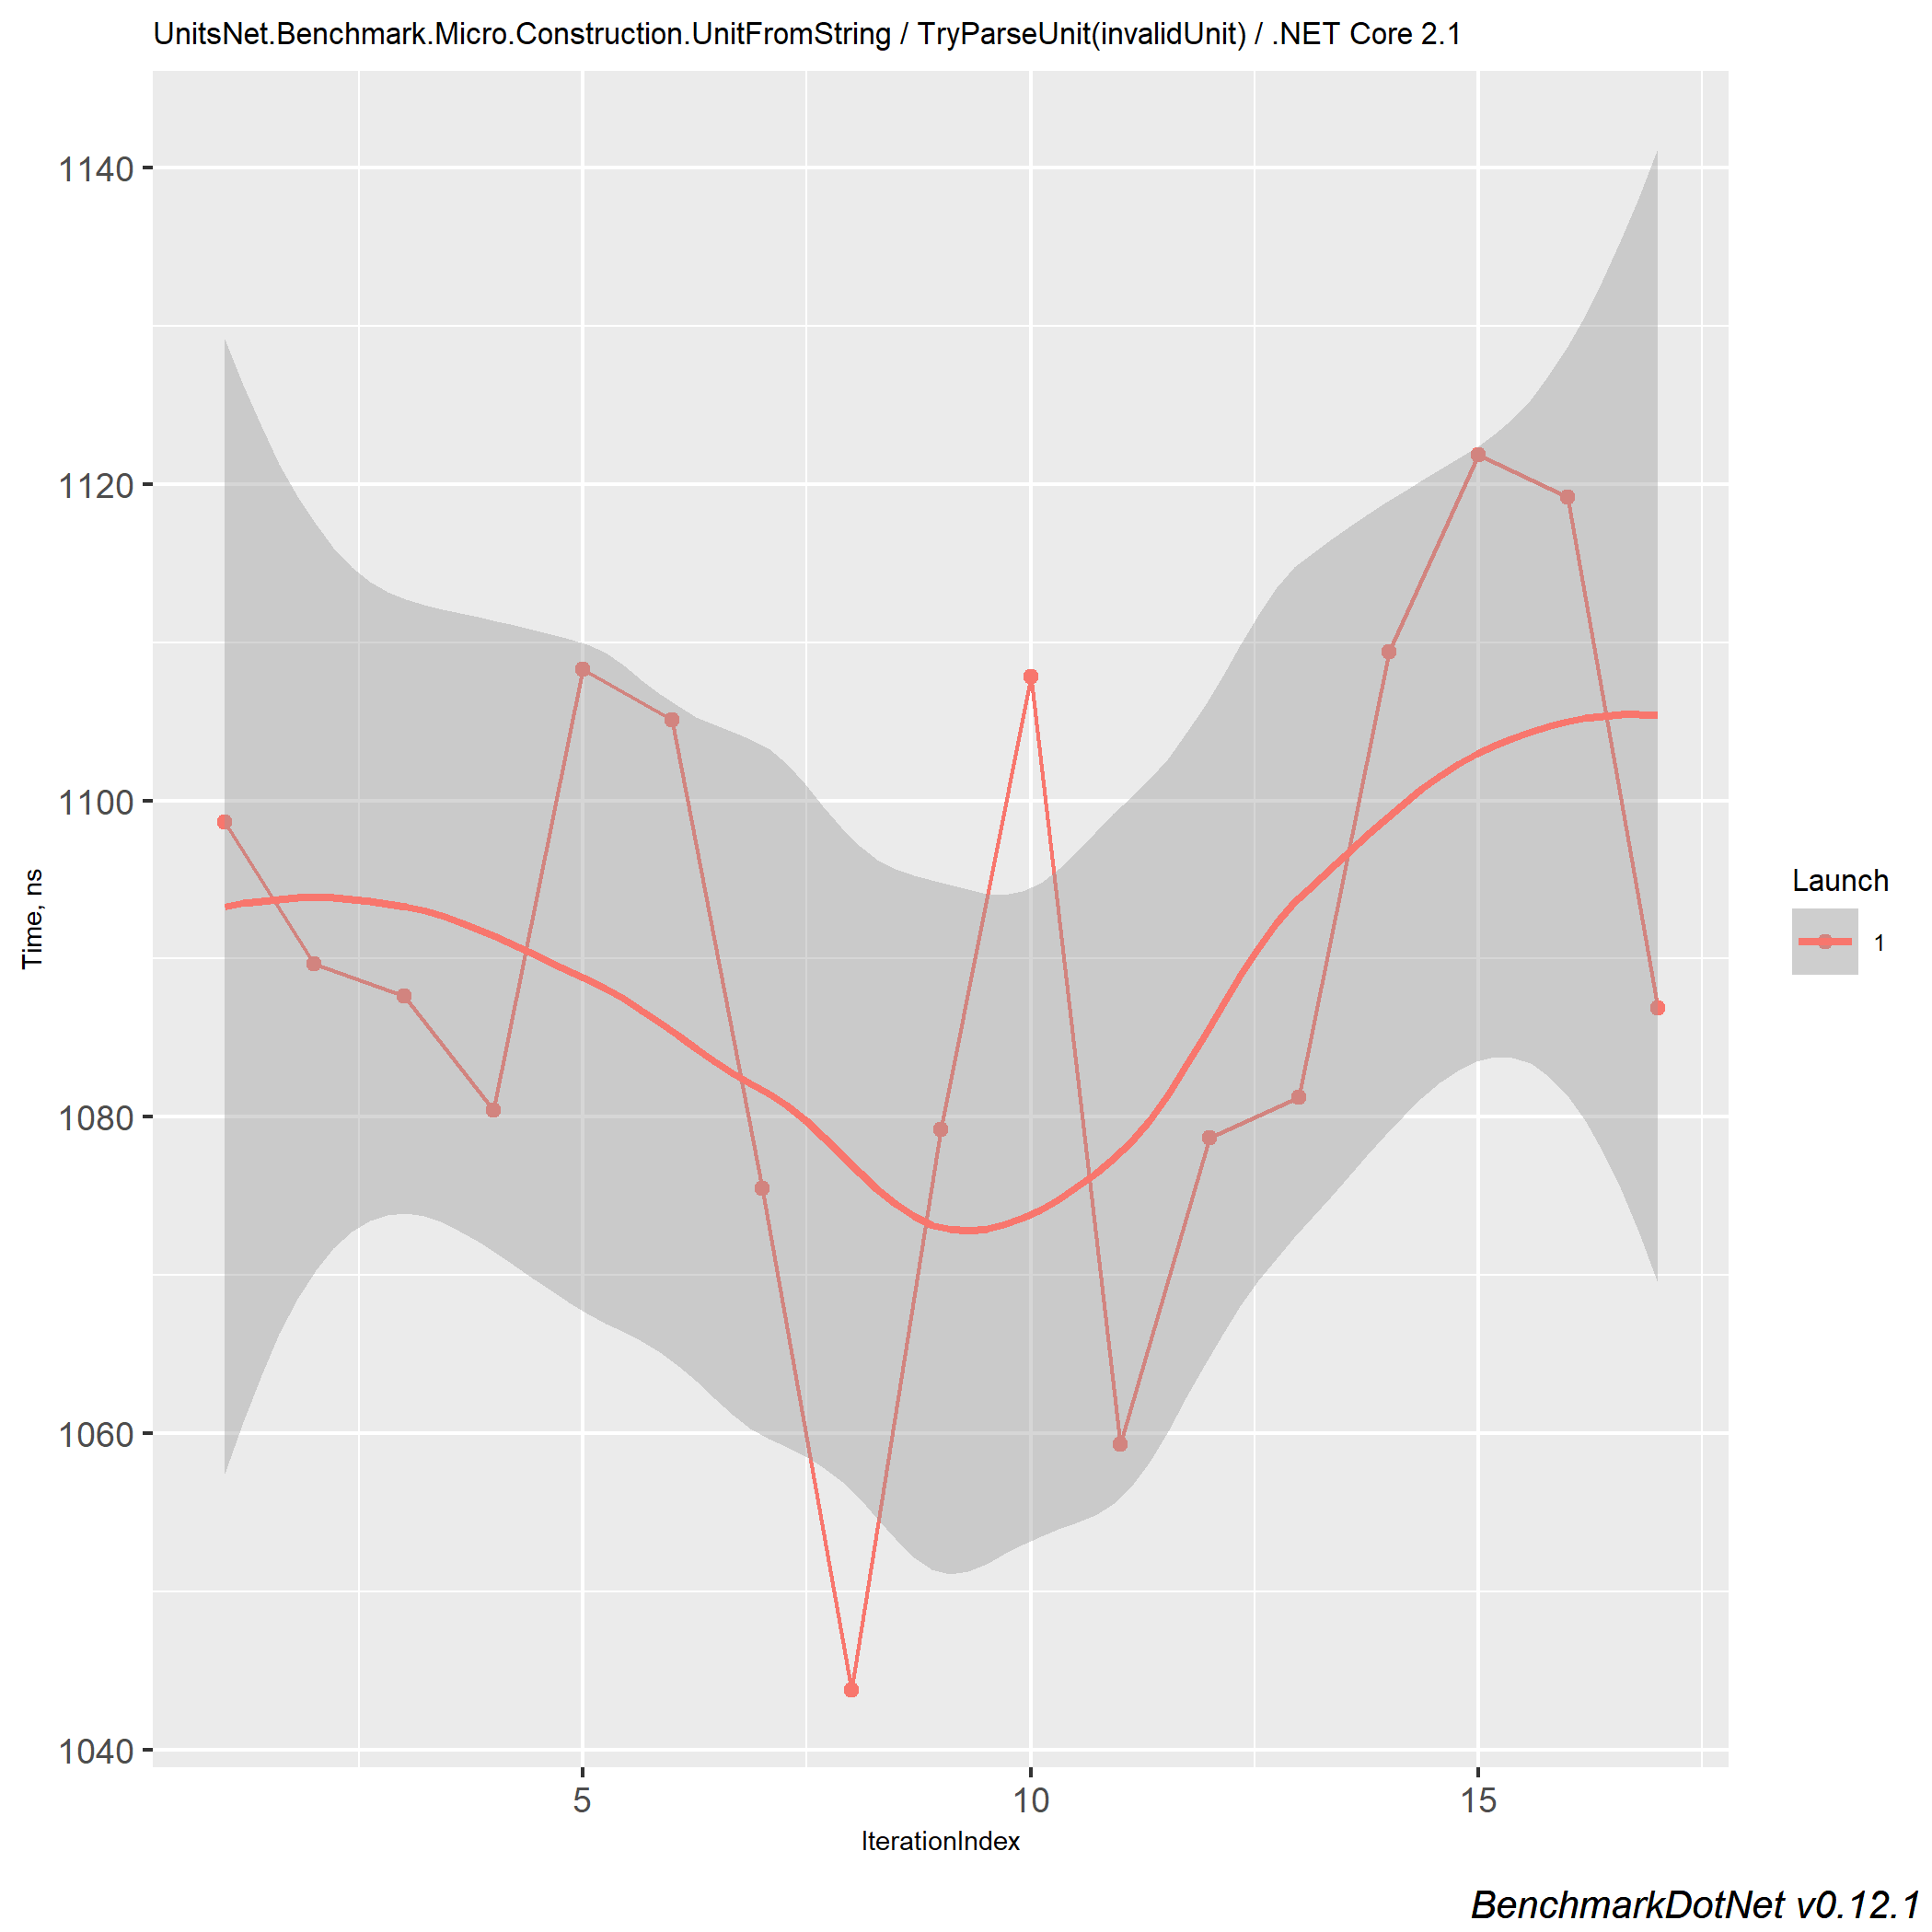 UnitsNet.Benchmark.Micro.Construction.UnitFromString / TryParseUnit(invalidUnit) / .NET Core 2.1
1140
1120
1100
1080
1060
1040
Time, ns
5 10 15
IterationIndex
Launch
1
BenchmarkDotNet v0.12.1